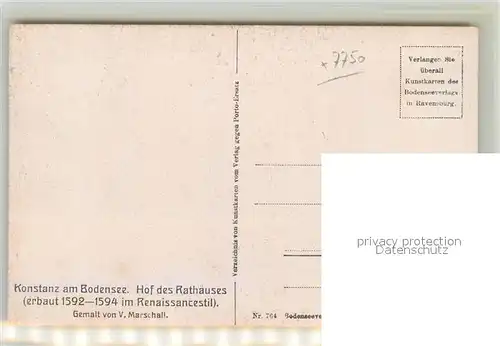 7750
Verlangen Sie
überall
Kunstkarten des
Bodenseeverlags
in Ravensburg.
Verzeichnis von Kunstkarten vom Verlag gegen Porto-Ersatz
privacy protection
Datenschutz
Konstanz am Bodensee. Hof des Rathauses
(erbaut 1592—1594 im Renaissancestil).
Gemalt von V. Marschall.
Nr. 764 Bodenseeve